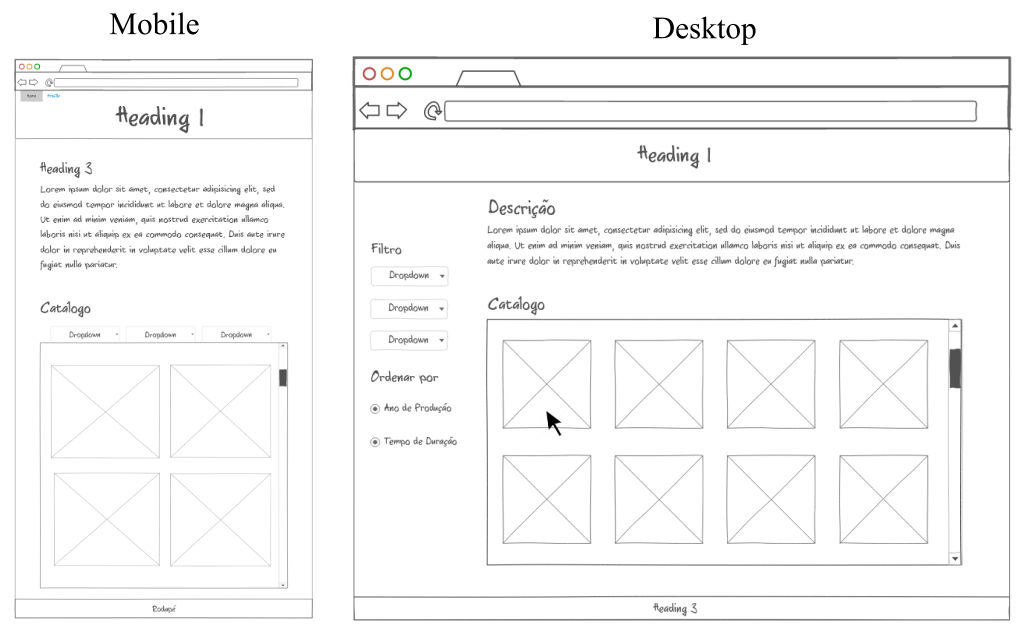 Mobile
Home
Heading 1
Heading 3
Lorem ipsum dolor sit amet, consectetur adipisicing elit, sed
do eiusmod tempor incididunt ut labore et dolore magna aliqua.
Ut enim ad minim veniam, quis nostrud exercitation ullamco
laboris nisi ut aliquip ex ea commodo consequat. Duis aute irure
dolor in reprehenderit in voluptate velit esse cillum dolore eu
fugiat nulla pariatur.
Catálogo
Dropdown Dropdown Dropdown
Rodapé
Desktop
Heading 1
Filtro
Dropdown
Dropdown
Dropdown
Ordenar por
Ano de Produção
Tempo de Duração
Descrição
Lorem ipsum dolor sit amet, consectetur adipisicing elit, sed do eiusmod tempor incididunt ut labore et dolore magna
aliqua. Ut enim ad minim veniam, quis nostrud exercitation ullamco laboris nisi ut aliquip ex ea commodo consequat. Duis
aute irure dolor in reprehenderit in voluptate velit esse cillum dolore eu fugiat nulla pariatur.
Catálogo
Heading 3